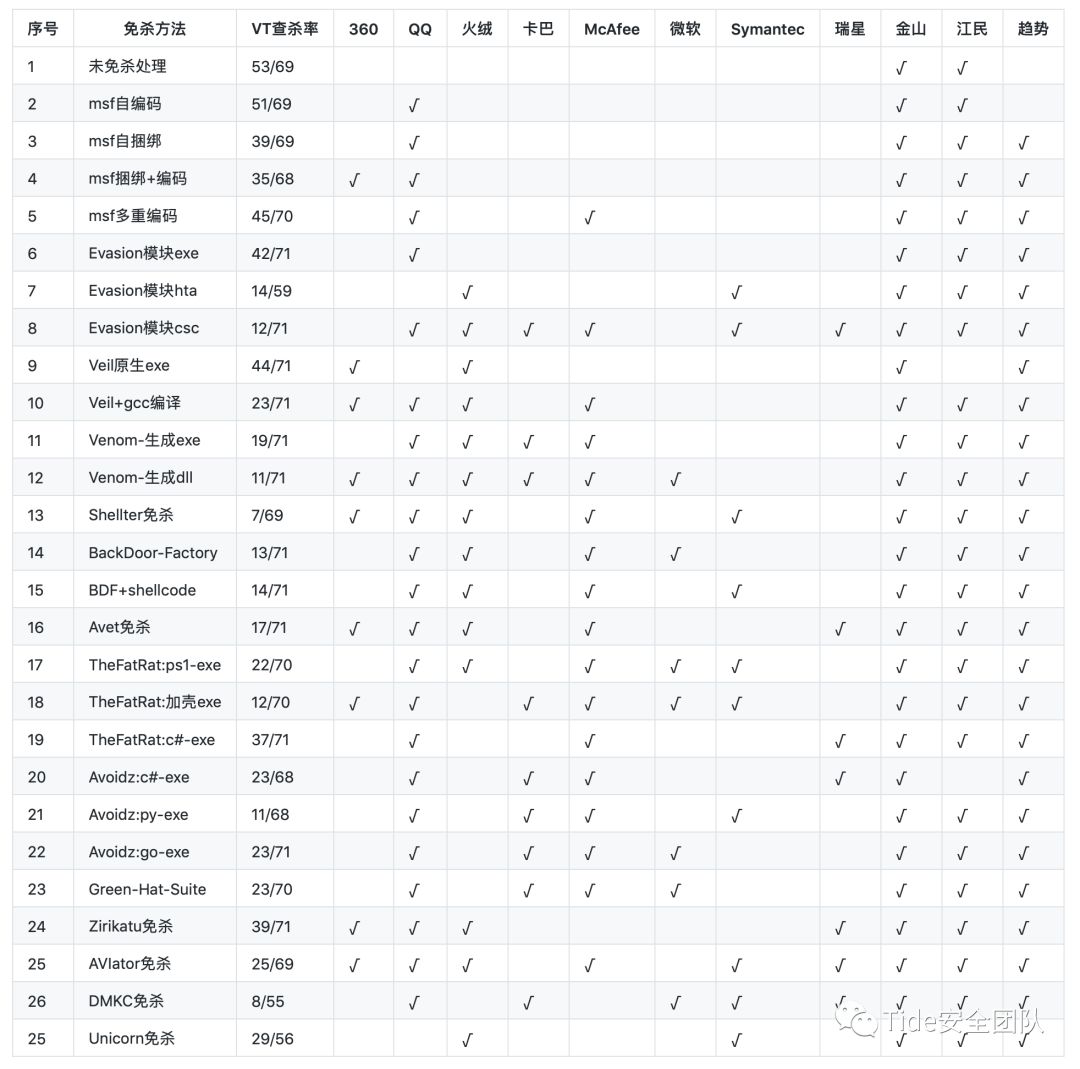 序号 免杀方法 VT查杀率 360 QQ 火绒 卡巴 McAfee 微软 Symantec 瑞星 金山 江民 趋势
1 未免杀处理 53/69 √ √
2 msf自编码 51/69 √ √ √
3 msf自捆绑 39/69 √ √ √ √
4 msf捆绑+编码 35/68 √ √ √ √ √
5 msf多重编码 45/70 √ √ √ √ √
6 Evasion模块exe 42/71 √ √ √ √
7 Evasion模块hta 14/59 √ √ √ √ √
8 Evasion模块csc 12/71 √ √ √ √ √ √ √ √ √
9 Veil原生exe 44/71 √ √ √ √
10 Veil+gcc编译 23/71 √ √ √ √ √ √ √
11 Venom-生成exe 19/71 √ √ √ √ √ √ √
12 Venom-生成dll 11/71 √ √ √ √ √ √ √ √ √
13 Shellter免杀 7/69 √ √ √ √ √ √ √ √
14 BackDoor-Factory 13/71 √ √ √ √ √ √ √
15 BDF+shellcode 14/71 √ √ √ √ √ √ √
16 Avet免杀 17/71 √ √ √ √ √ √ √ √
17 TheFatRat:ps1-exe 22/70 √ √ √ √ √ √ √ √
18 TheFatRat:加壳exe 12/70 √ √ √ √ √ √ √ √ √
19 TheFatRat:c#-exe 37/71 √ √ √ √ √ √
20 Avoidz:c#-exe 23/68 √ √ √ √ √ √
21 Avoidz:py-exe 11/68 √ √ √ √ √ √ √
22 Avoidz:go-exe 23/71 √ √ √ √ √ √ √
23 Green-Hat-Suite 23/70 √ √ √ √ √ √ √
24 Zirikatu免杀 39/71 √ √ √ √ √ √ √
25 AVIator免杀 25/69 √ √ √ √ √ √ √ √ √
26 DMKC免杀 8/55 √ √ √ √ √ √ √ √
25 Unicorn免杀 29/56 √ √ √ √ √
Tide安全团队